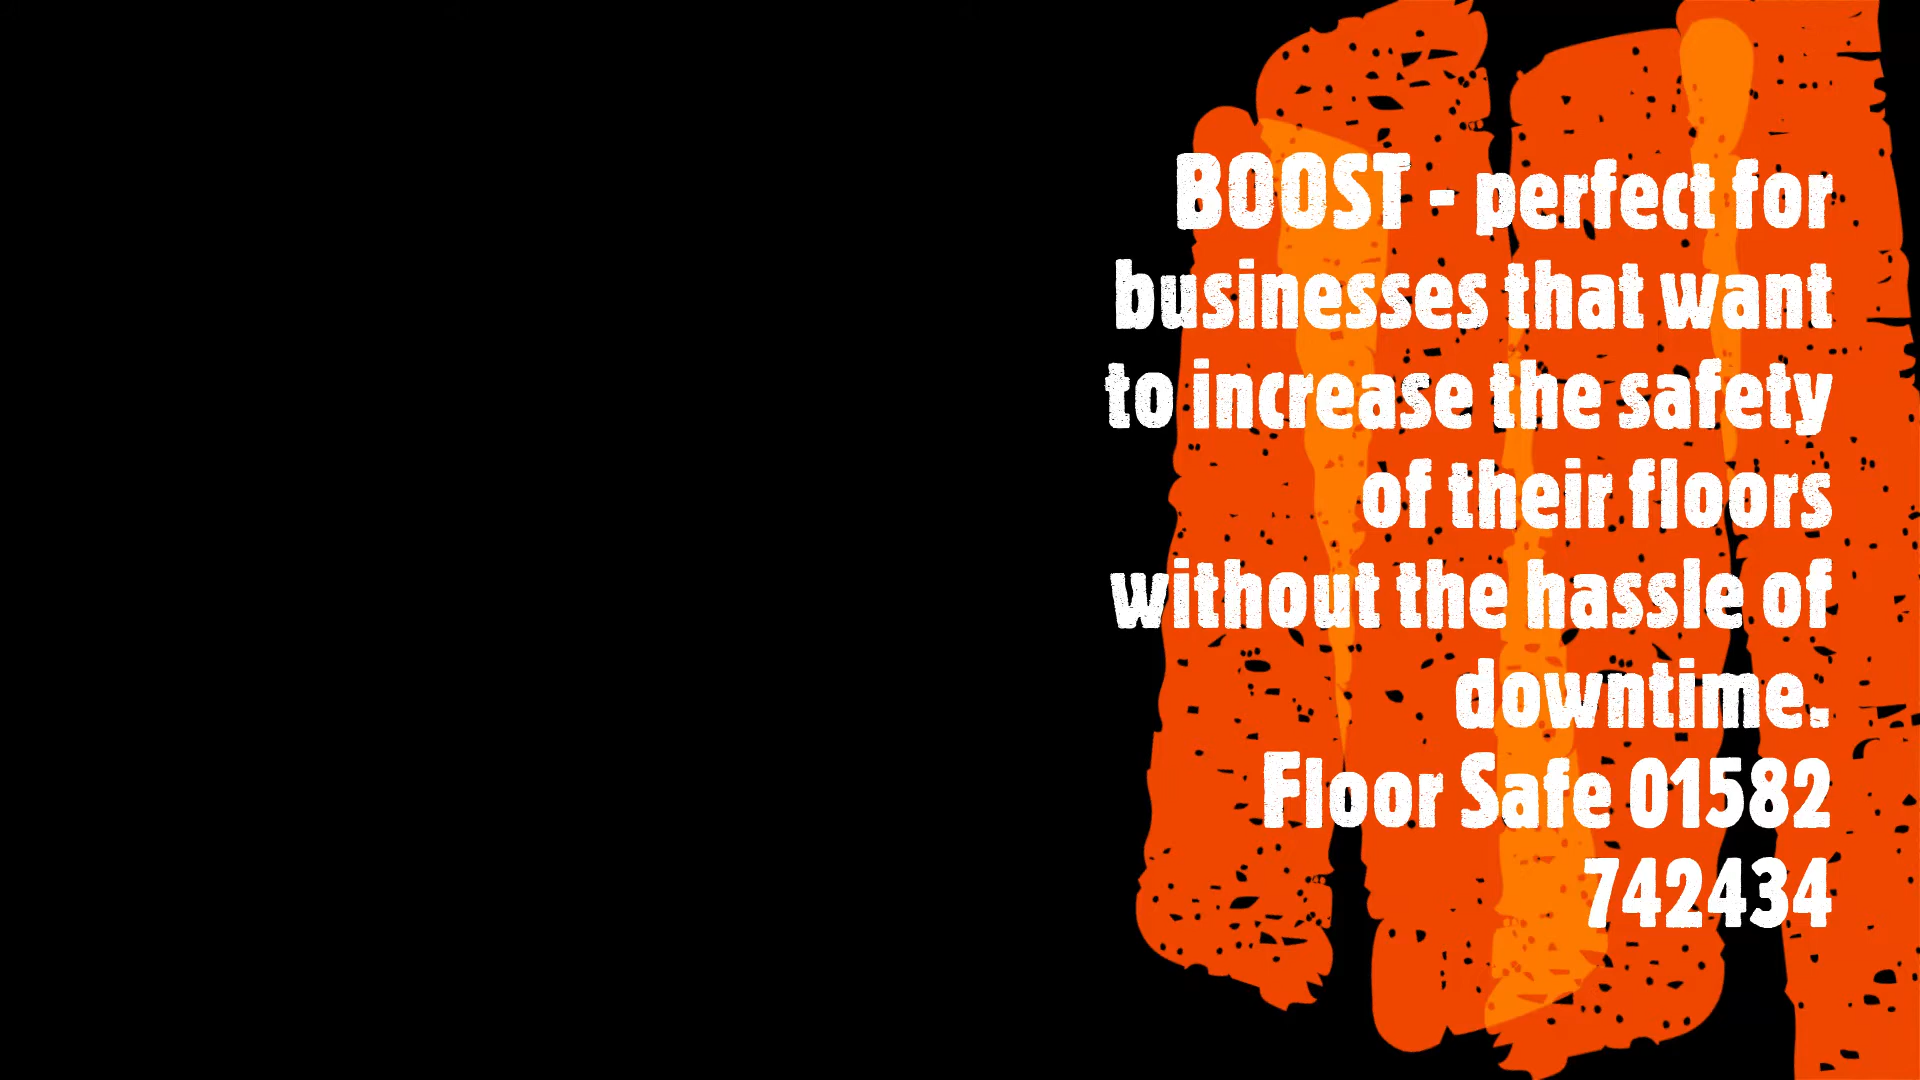 BOOST - perfect for
businesses that want
to increase the safety
of their floors
without the hassle of
downtime.
Floor Safe 01582
742434